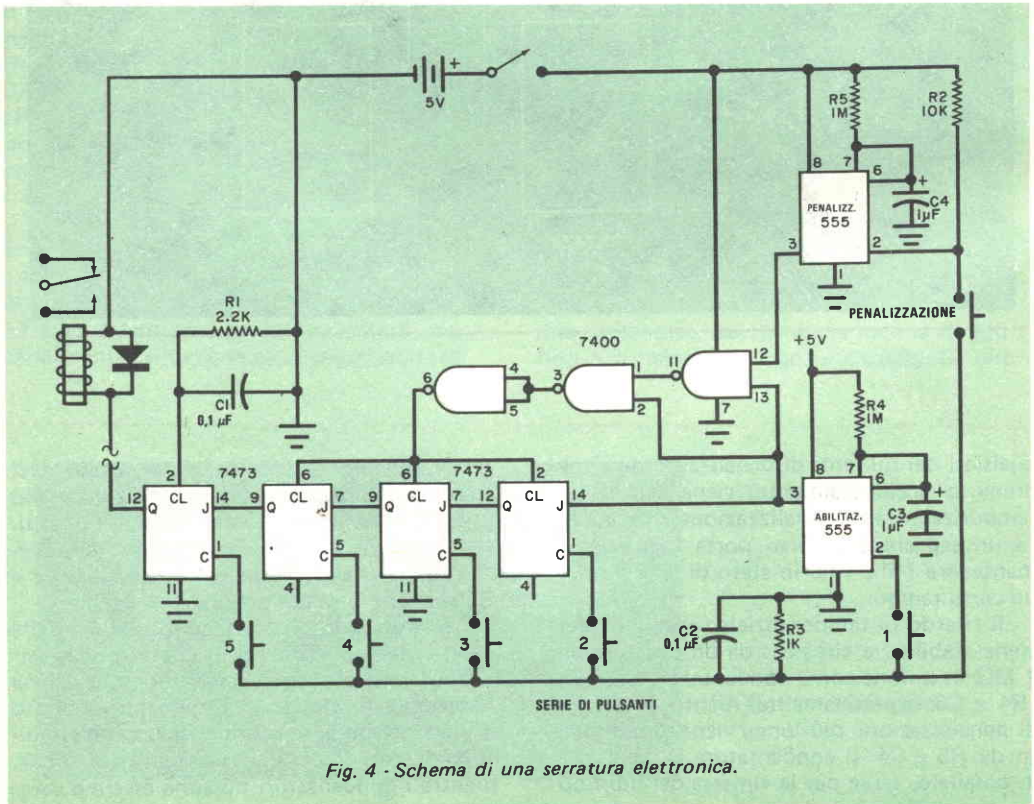 5V
+
R5
1M
R2
10K
8
7
6
+
C4
1µF
PENALIZZ.
555
3
2
1
PENALIZZAZIONE
R1
2.2K
C1
0,1 µF
7400
6
4
5
3
1
2
11
12
13
7
+5V
R4
1M
8
7
6
+
C3
1µF
ABILITAZ.
555
3
2
1
7473
7473
2
6
6
2
12
CL
14
9
CL
7
9
CL
7
12
CL
14
Q
J
Q
J
Q
J
Q
J
C
1
C
5
C
5
C
1
11
4
11
4
5
4
3
2
C2
0,1 µF
R3
1K
1
SERIE DI PULSANTI
Fig. 4 - Schema di una serratura elettronica.